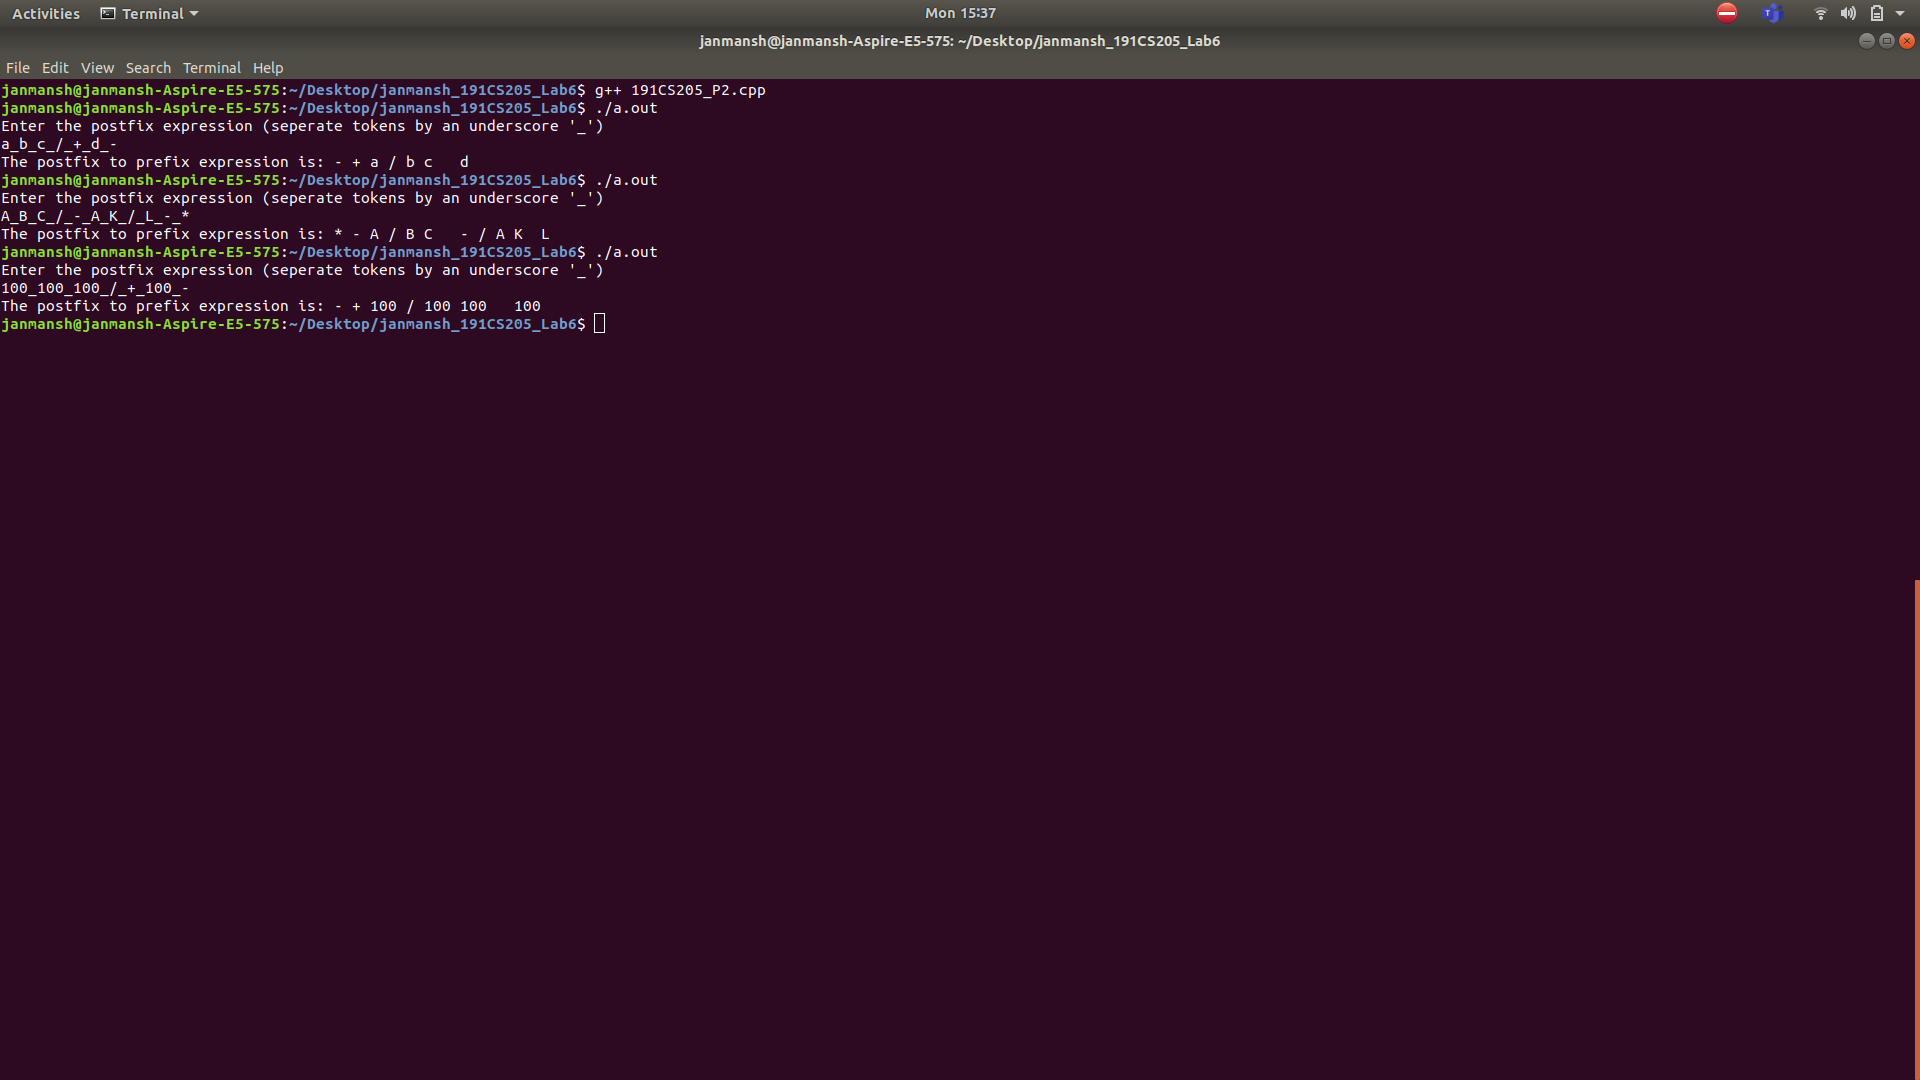 Activities Terminal Mon 15:37
janmansh@janmansh-Aspire-E5-575: ~/Desktop/janmansh_191CS205_Lab6
File Edit View Search Terminal Help
janmansh@janmansh-Aspire-E5-575:~/Desktop/janmansh_191CS205_Lab6$ g++ 191CS205_P2.cpp
janmansh@janmansh-Aspire-E5-575:~/Desktop/janmansh_191CS205_Lab6$ ./a.out
Enter the postfix expression (seperate tokens by an underscore '_')
a_b_c_/_+_d_-
The postfix to prefix expression is: - + a / b c   d
janmansh@janmansh-Aspire-E5-575:~/Desktop/janmansh_191CS205_Lab6$ ./a.out
Enter the postfix expression (seperate tokens by an underscore '_')
A_B_C_/_-_A_K_/_L_-_*
The postfix to prefix expression is: * - A / B C   - / A K  L
janmansh@janmansh-Aspire-E5-575:~/Desktop/janmansh_191CS205_Lab6$ ./a.out
Enter the postfix expression (seperate tokens by an underscore '_')
100_100_100_/_+_100_-
The postfix to prefix expression is: - + 100 / 100 100   100
janmansh@janmansh-Aspire-E5-575:~/Desktop/janmansh_191CS205_Lab6$